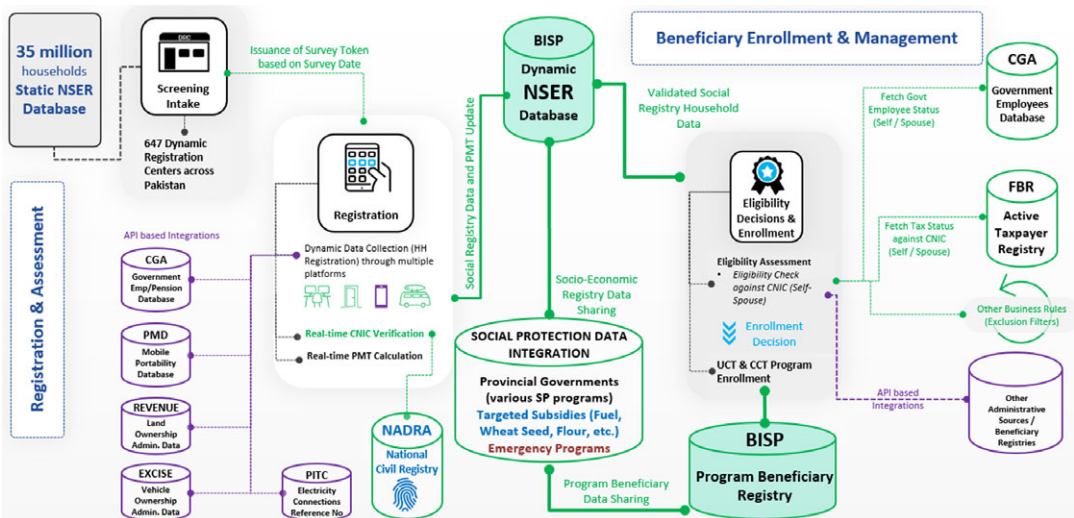 35 million
households
Static NSER
Database
DRC
Screening
Intake
647 Dynamic
Registration
Centers across
Pakistan
Issuance of Survey Token
based on Survey Date
Registration
Dynamic Data Collection (HH
Registration) through multiple
platforms
Real-time CNIC Verification
Real-time PMT Calculation
Registration & Assessment
API based Integrations
CGA
Government
Emp/Pension
Database
PMD
Mobile
Portability
Database
REVENUE
Land
Ownership
Admin. Data
EXCISE
Vehicle
Ownership
Admin. Data
PITC
Electricity
Connections
Reference No
NADRA
National
Civil Registry
Social Registry Data and PMT Update
BISP
Dynamic
NSER
Database
Socio-Economic
Registry Data
Sharing
SOCIAL PROTECTION DATA
INTEGRATION
Provincial Governments
(various SP programs)
Targeted Subsidies (Fuel,
Wheat Seed, Flour, etc.)
Emergency Programs
Program Beneficiary
Data Sharing
Beneficiary Enrollment & Management
Validated Social
Registry Household
Data
Eligibility
Decisions &
Enrollment
Eligibility Assessment
• Eligibility Check
against CNIC (Self-
Spouse)
Enrollment
Decision
UCT & CCT Program
Enrollment
BISP
Program Beneficiary
Registry
Fetch Govt
Employee Status
(Self / Spouse)
CGA
Government
Employees
Database
Fetch Tax Status
against CNIC
(Self / Spouse)
FBR
Active
Taxpayer
Registry
Other Business Rules
(Exclusion Filters)
API based
Integrations
Other
Administrative
Sources /
Beneficiary
Registries